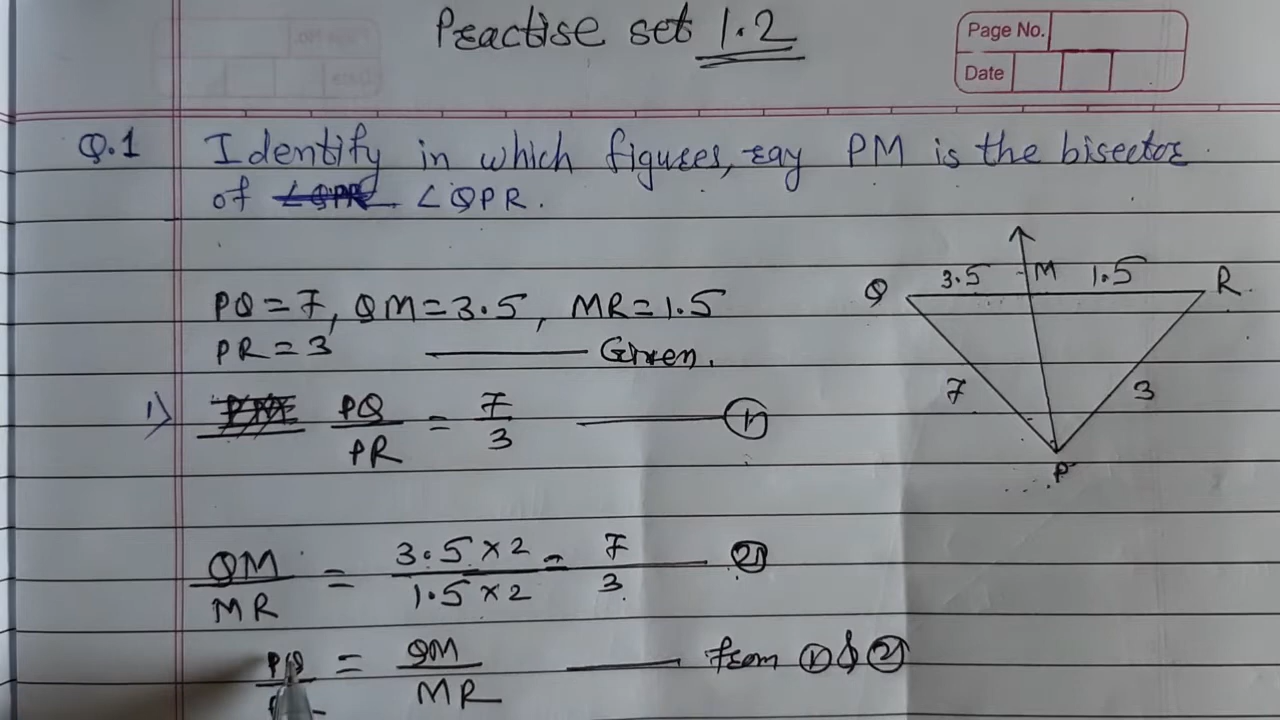 Practise set 1.2
Page No.
Date
Q.1 Identify in which figures, ray PM is the bisector
of ∠QPR.
PQ = 7, QM = 3.5, MR = 1.5
PR = 3 —— Given.
1) PQ/PR = 7/3 —— ①
QM/MR = 3.5 × 2/1.5 × 2 = 7/3 —— ②
PQ = QM/MR —— from ① & ②
Q 3.5 M 1.5 R
7 3
P